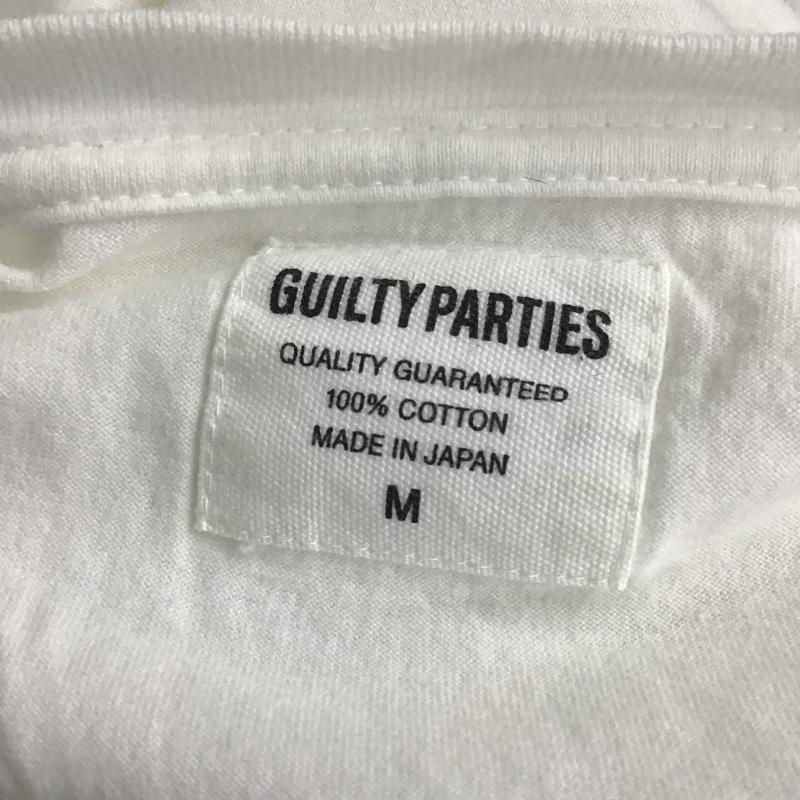 GUILTY PARTIES
QUALITY GUARANTEED
100% COTTON
MADE IN JAPAN
M